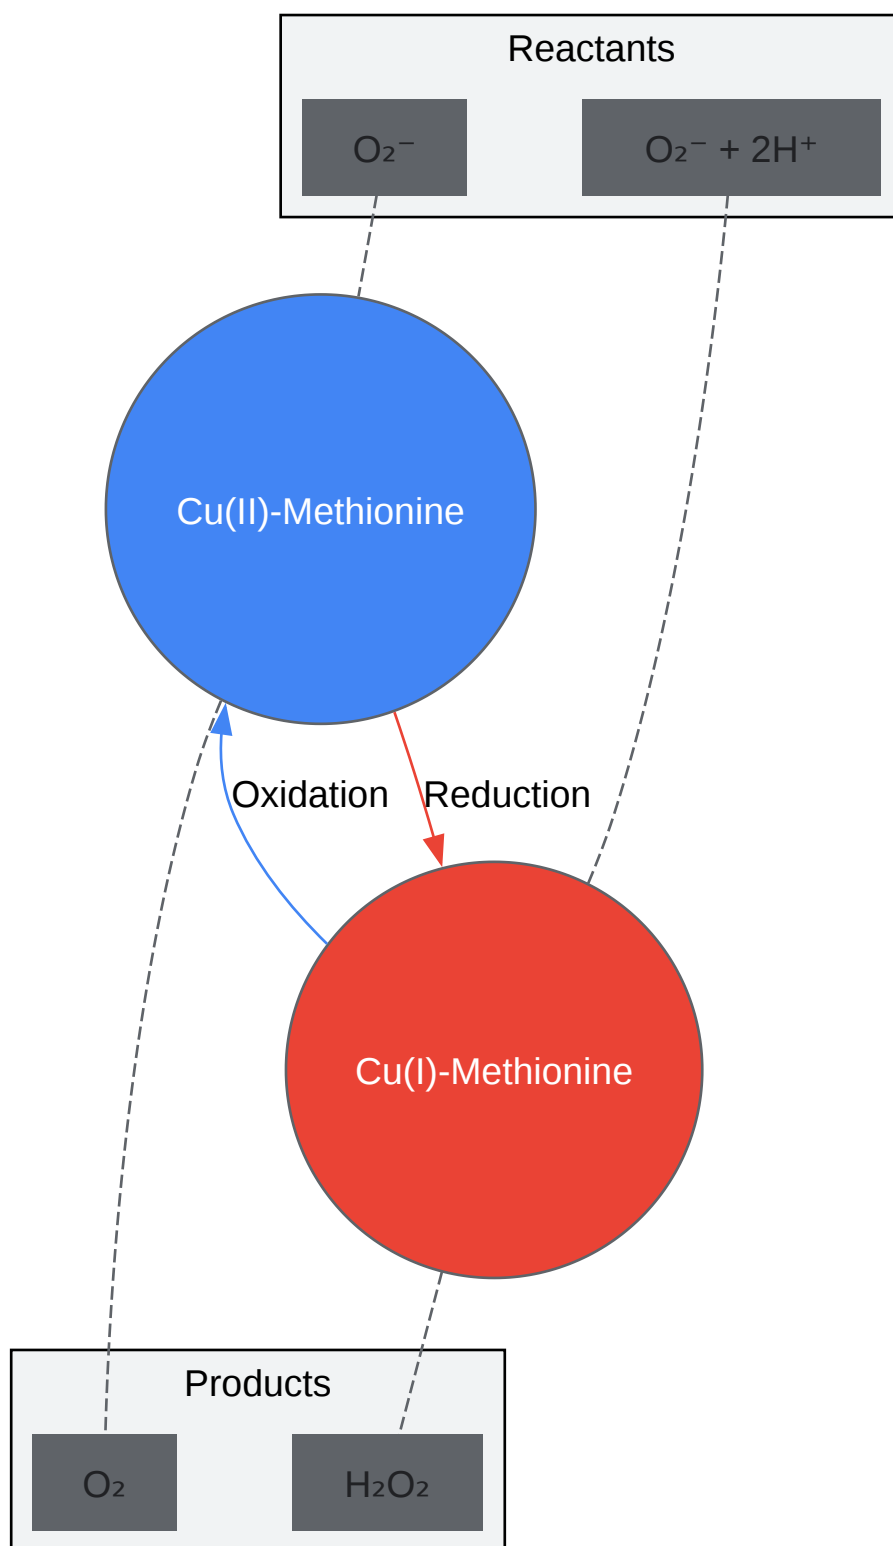 Reactants
O₂⁻
O₂⁻ + 2H⁺
Cu(II)-Methionine
Oxidation
Reduction
Cu(I)-Methionine
Products
O₂
H₂O₂